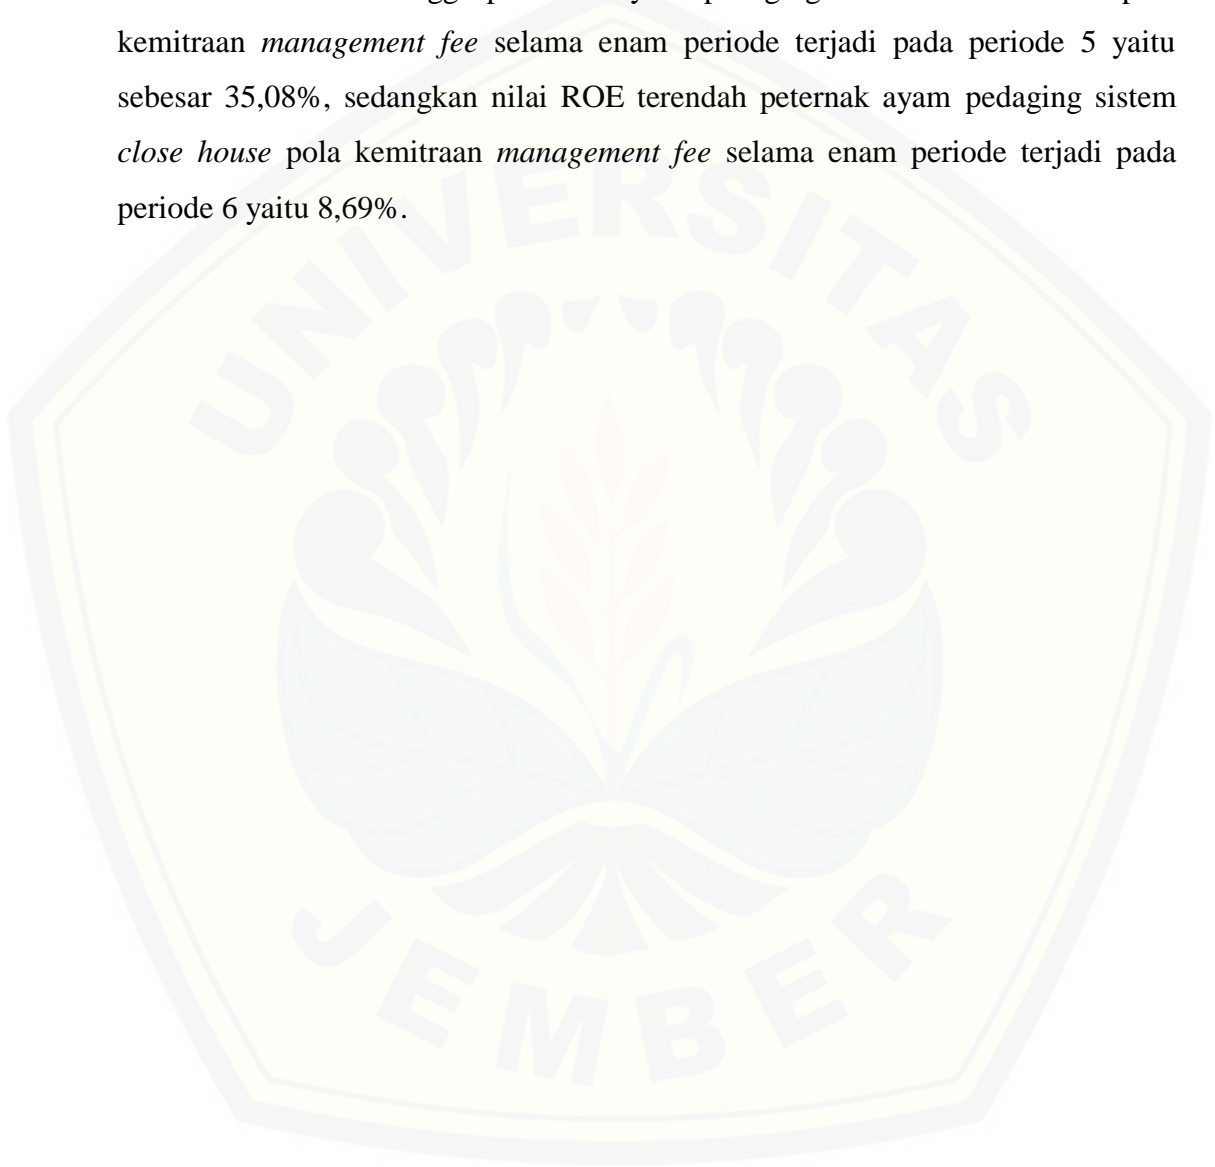 kemitraan management fee selama enam periode terjadi pada periode 5 yaitu
sebesar 35,08%, sedangkan nilai ROE terendah peternak ayam pedaging sistem
close house pola kemitraan management fee selama enam periode terjadi pada
periode 6 yaitu 8,69%.
UNIVERSITAS
JEMBER